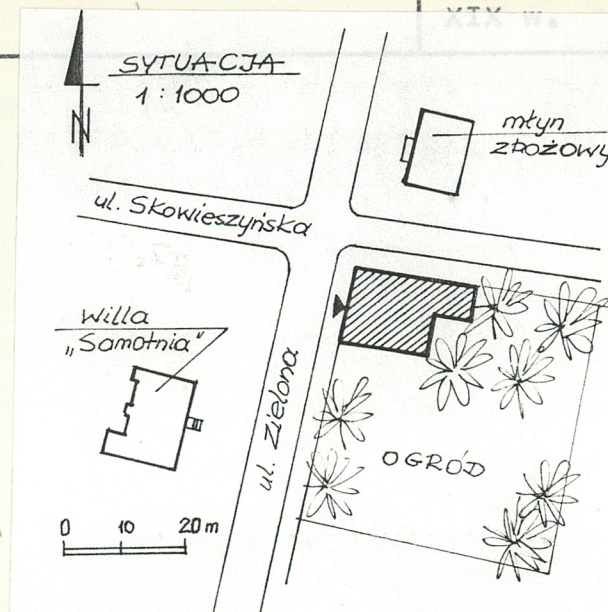 XIX w.
SYTUACJA
1 : 1000
N
młyn
zbożowy
ul. Skowieszyńska
willa
„Samotnia”
ul. Zielona
OGRÓD
0 10 20 m